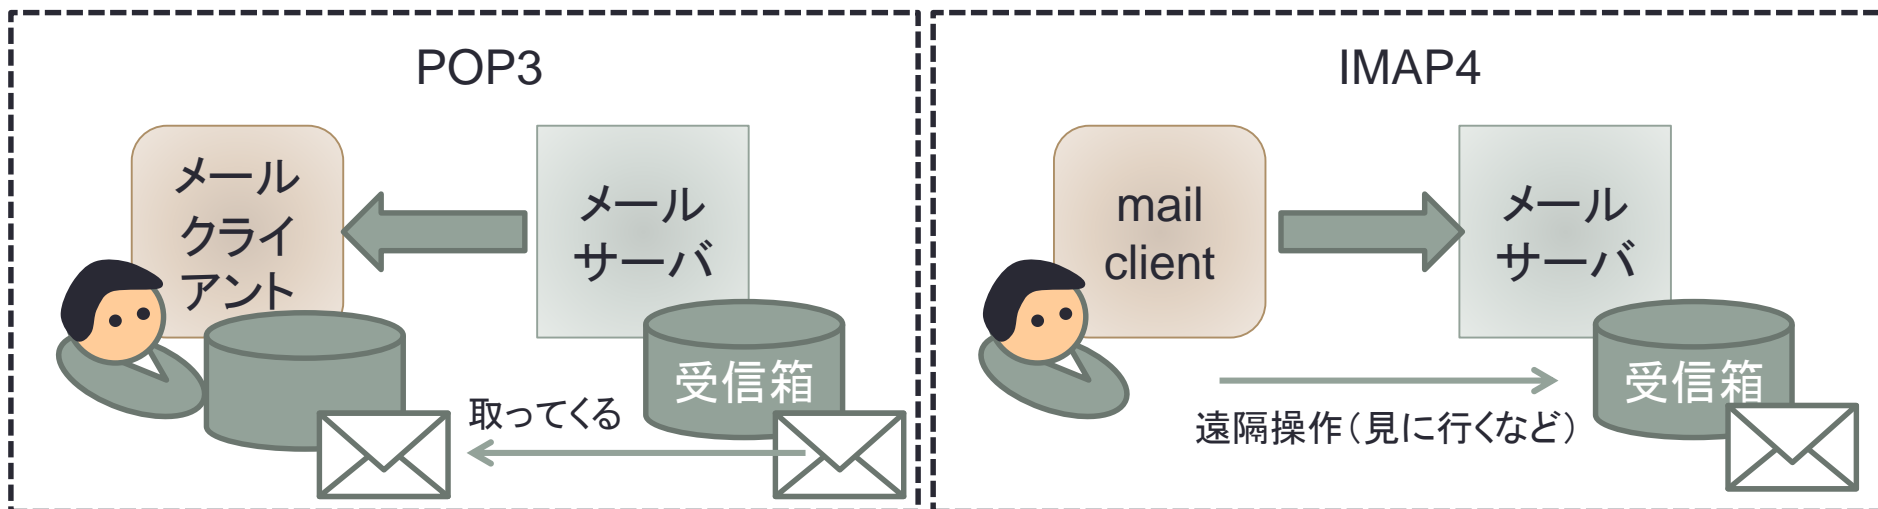 POP3
メール
クライ
アント
メール
サーバ
受信箱
取ってくる
IMAP4
mail
client
メール
サーバ
受信箱
遠隔操作（見に行くなど）